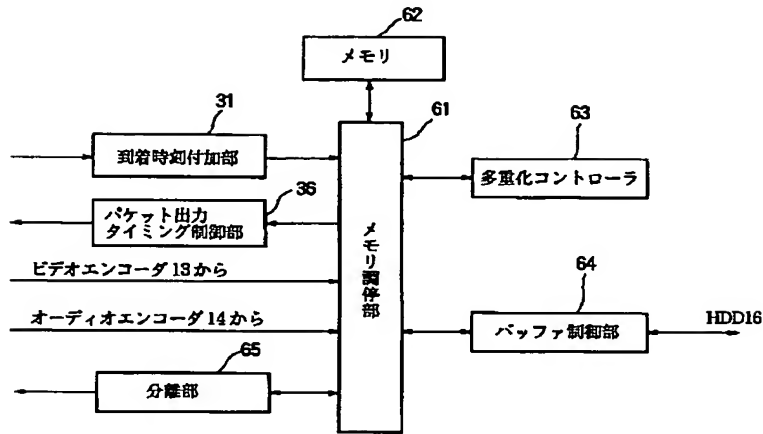 62
メモリ
31
到着時刻付加部
61
63
多重化コントローラ
36
パケット出力
タイミング制御部
メモリ調停部
ビデオエンコーダ13から
64
オーディオエンコーダ14から
バッファ制御部
HDD16
65
分離部